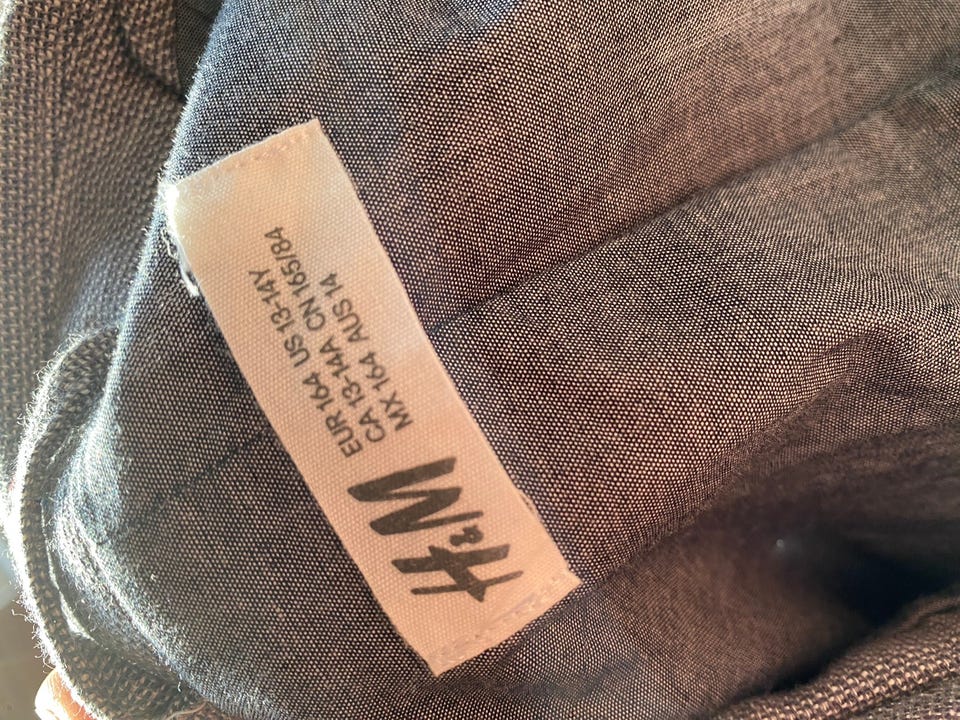 H&M
EUR 164 US 13-14Y
CA 13-14A CN 165/84
MX 164 AUS 14